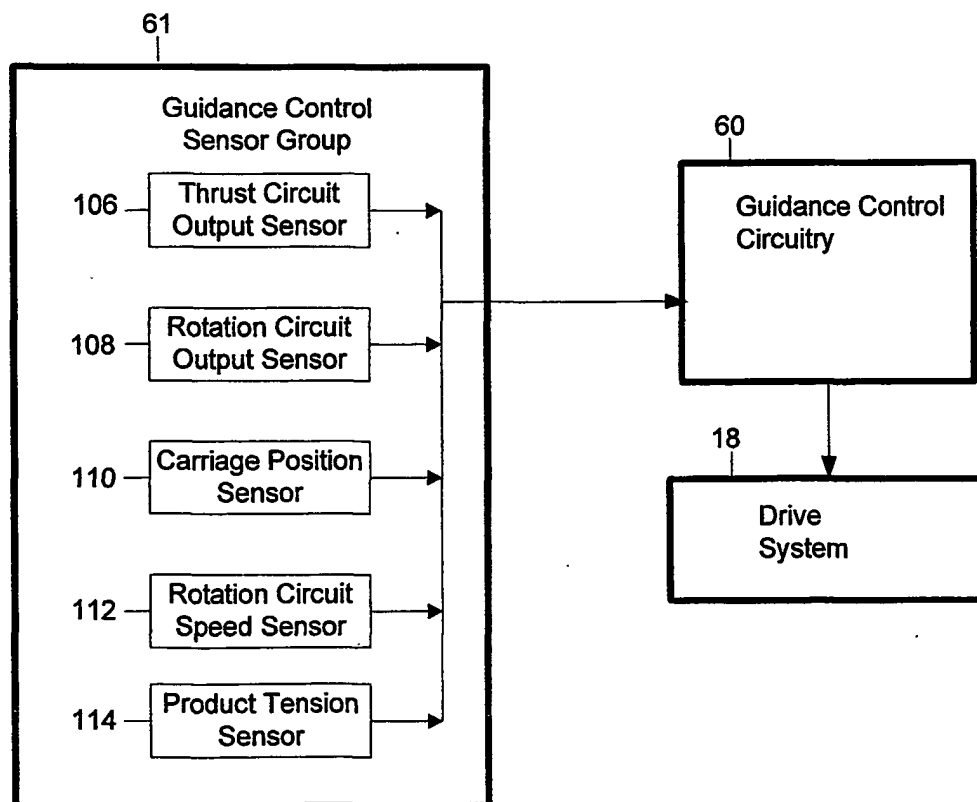 61
Guidance Control
Sensor Group
60
106
Thrust Circuit
Output Sensor
Guidance Control
Circuitry
108
Rotation Circuit
Output Sensor
18
110
Carriage Position
Sensor
Drive
System
112
Rotation Circuit
Speed Sensor
114
Product Tension
Sensor